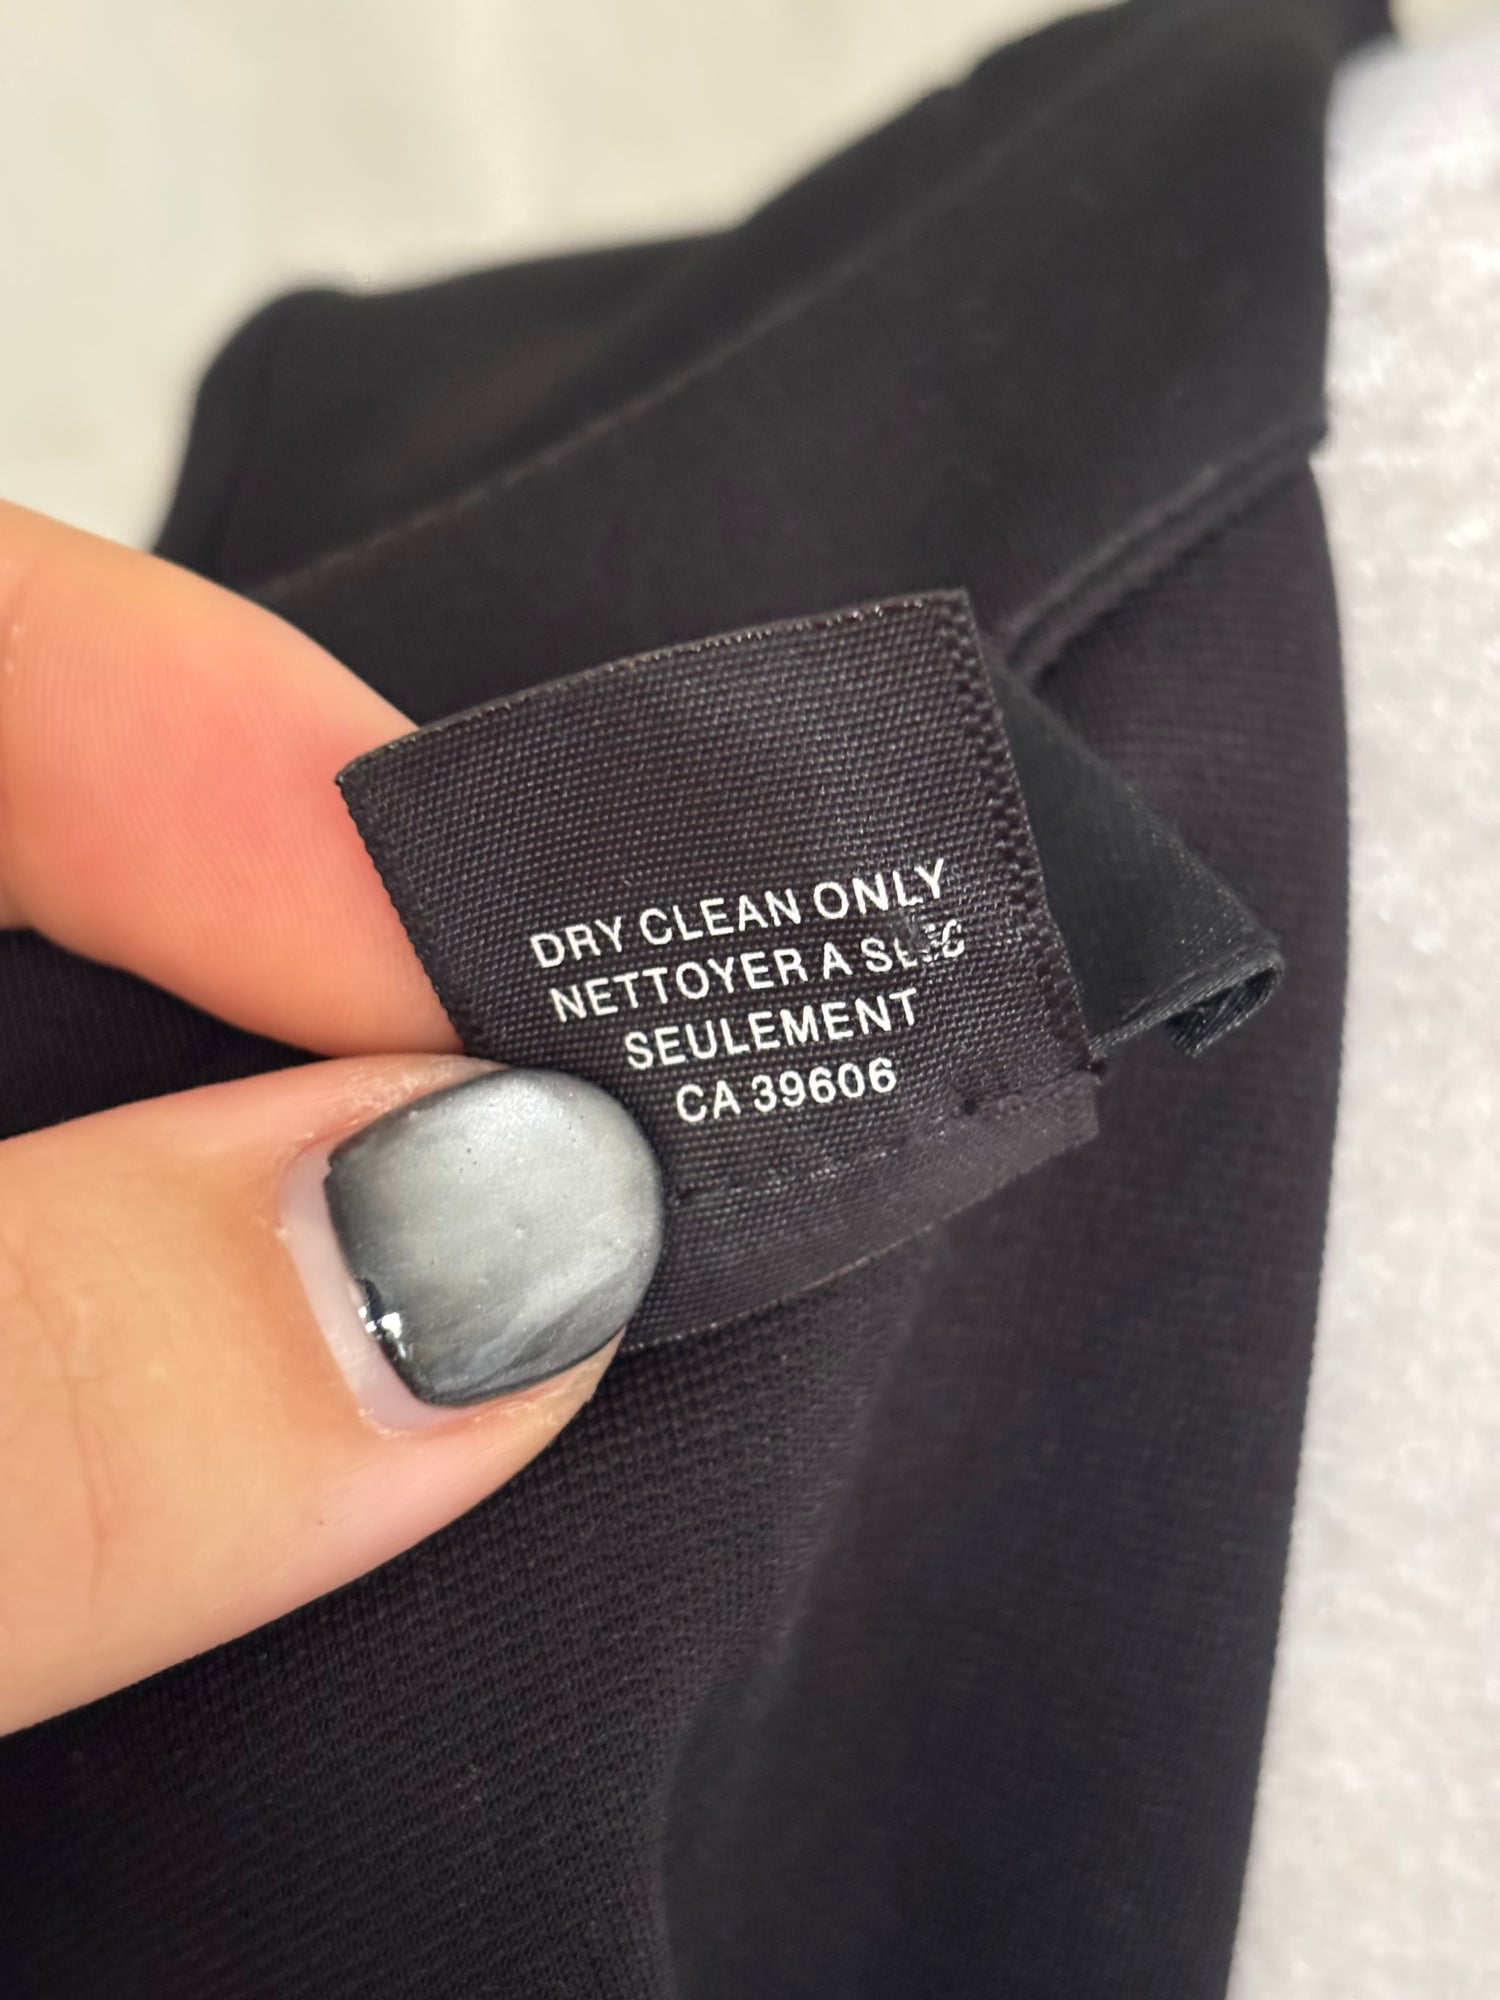 DRY CLEAN ONLY
NETTOYER A
SEULEMENT
CA 39606